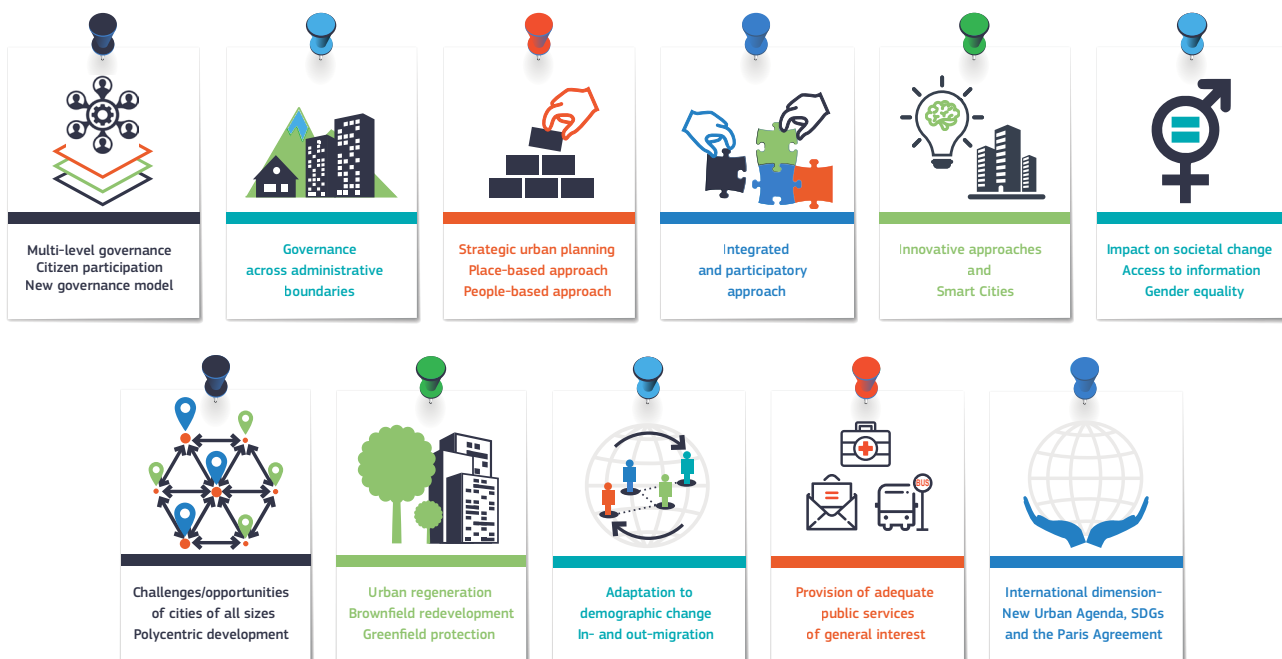 Multi-level governance
Citizen participation
New governance model
Governance
across administrative
boundaries
Strategic urban planning
Place-based approach
People-based approach
Integrated
and participatory
approach
Innovative approaches
and
Smart Cities
Impact on societal change
Access to information
Gender equality
Challenges/opportunities
of cities of all sizes
Polycentric development
Urban regeneration
Brownfield redevelopment
Greenfield protection
Adaptation to
demographic change
In- and out-migration
BUS
Provision of adequate
public services
of general interest
International dimension-
New Urban Agenda, SDGs
and the Paris Agreement